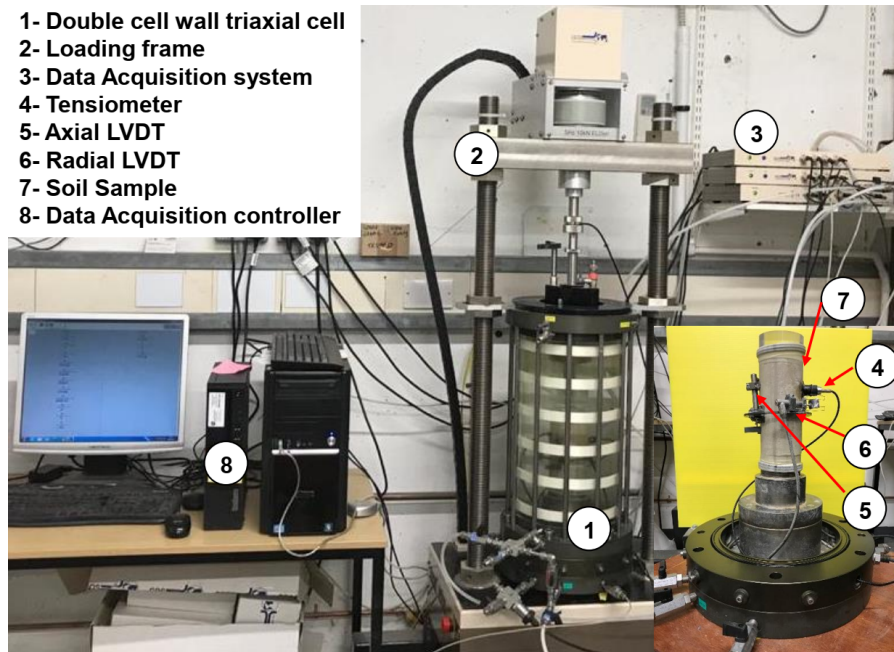 1- Double cell wall triaxial cell
2- Loading frame
3- Data Acquisition system
4- Tensiometer
5- Axial LVDT
6- Radial LVDT
7- Soil Sample
8- Data Acquisition controller
2
3
7
4
6
5
8
1